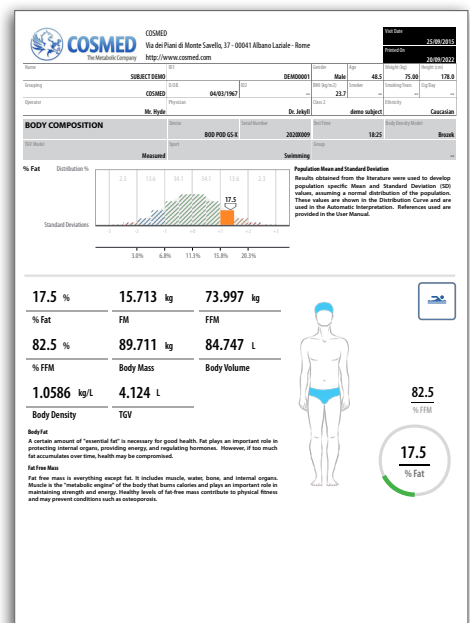 COSMED
The Metabolic Company
COSMED
Via dei Piani di Monte Savello, 37 - 00041 Albano Laziale - Rome
http://www.cosmed.com
Visit Date
25/09/2015
Printed On
20/09/2022
Name SUBJECT DEMO
ID1 DEMO0001
Gender Male
Age 48.5
Weight (kg) 75.00
Height (cm) 178.0
Grouping COSMED
D.O.B. 04/03/1967
ID2 --
BMI (kg/m2) 23.7
Smoker --
Smoking Years --
Cig/Day --
Operator Mr. Hyde
Physician Dr. Jekyll
Class 2 demo subject
Ethnicity Caucasian
BODY COMPOSITION
Device BOD POD GS-X
Serial Number 2020X009
Test Time 18:25
Body Density Model Brozek
TGV Model Measured
Sport Swimming
Group --
% Fat
Distribution %
2.3 13.6 34.1 34.1 13.6 2.3
17.5
Standard Deviations
-3 -2 -1 +0 +1 +2 +3
3.0% 6.8% 11.3% 15.8% 20.3%
Population Mean and Standard Deviation
Results obtained from the literature were used to develop
population specific Mean and Standard Deviation (SD)
values, assuming a normal distribution of the population.
These values are shown in the Distribution Curve and are
used in the Automatic Interpretation. References used are
provided in the User Manual.
17.5 %
% Fat
15.713 kg
FM
73.997 kg
FFM
82.5 %
% FFM
89.711 kg
Body Mass
84.747 L
Body Volume
1.0586 kg/L
Body Density
4.124 L
TGV
82.5
% FFM
17.5
% Fat
Body Fat
A certain amount of "essential fat" is necessary for good health. Fat plays an important role in
protecting internal organs, providing energy, and regulating hormones. However, if too much
fat accumulates over time, health may be compromised.
Fat Free Mass
Fat free mass is everything except fat. It includes muscle, water, bone, and internal organs.
Muscle is the "metabolic engine" of the body that burns calories and plays an important role in
maintaining strength and energy. Healthy levels of fat-free mass contribute to physical fitness
and may prevent conditions such as osteoporosis.